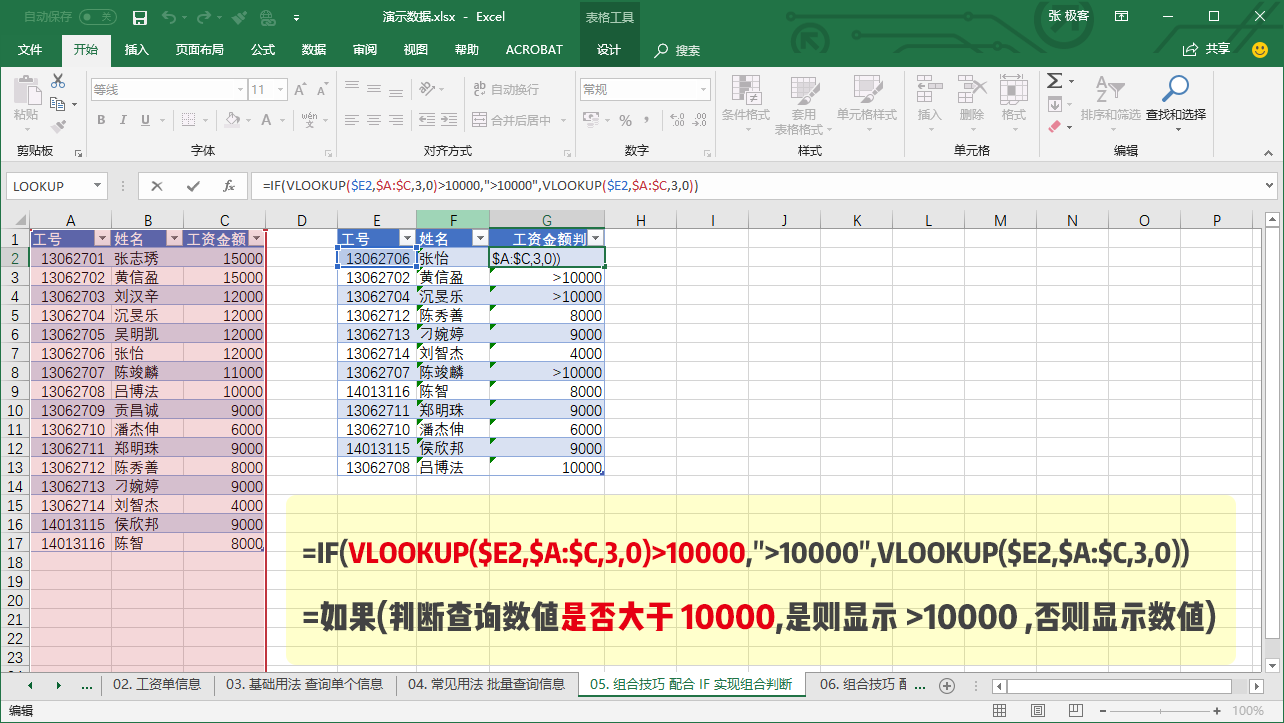 自动保存 关 演示数据.xlsx - Excel 表格工具 张 极客
文件 开始 插入 页面布局 公式 数据 审阅 视图 帮助 ACROBAT 设计 搜索 共享
等线 11 自动换行 常规
粘贴 B I U A wén 合并后居中 % 条件格式 套用 表格格式 单元格样式 插入 删除 格式 排序和筛选 查找和选择
剪贴板 字体 对齐方式 数字 样式 单元格 编辑
LOOKUP =IF(VLOOKUP($E2,$A:$C,3,0)>10000,">10000",VLOOKUP($E2,$A:$C,3,0))
A B C D E F G H I J K L M N O P
1 工号 姓名 工资金额 工号 姓名 工资金额判
2 13062701 张志琇 15000 13062706 张怡 $A:$C,3,0))
3 13062702 黄信盈 15000 13062702 黄信盈 >10000
4 13062703 刘汉辛 12000 13062704 沉旻乐 >10000
5 13062704 沉旻乐 12000 13062712 陈秀善 8000
6 13062705 吴明凯 12000 13062713 刁婉婷 9000
7 13062706 张怡 12000 13062714 刘智杰 4000
8 13062707 陈竣麟 11000 13062707 陈竣麟 >10000
9 13062708 吕博法 10000 14013116 陈智 8000
10 13062709 贡昌诚 9000 13062711 郑明珠 9000
11 13062710 潘杰伸 6000 13062710 潘杰伸 6000
12 13062711 郑明珠 9000 14013115 侯欣邦 9000
13 13062712 陈秀善 8000 13062708 吕博法 10000
14 13062713 刁婉婷 9000
15 13062714 刘智杰 4000
16 14013115 侯欣邦 9000
17 14013116 陈智 8000
18
19
20
21
22
23
=IF(VLOOKUP($E2,$A:$C,3,0)>10000,">10000",VLOOKUP($E2,$A:$C,3,0))
=如果(判断查询数值是否大于 10000,是则显示 >10000 ,否则显示数值)
... 02. 工资单信息 03. 基础用法 查询单个信息 04. 常见用法 批量查询信息 05. 组合技巧 配合 IF 实现组合判断 06. 组合技巧 配 ...
编辑 100%